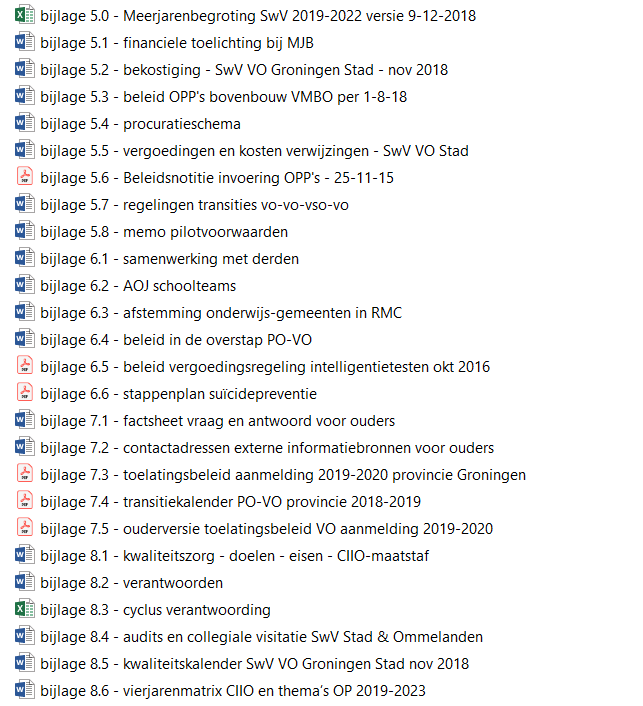 bijlage 5.0 - Meerjarenbegroting SwV 2019-2022 versie 9-12-2018
bijlage 5.1 - financiele toelichting bij MJB
bijlage 5.2 - bekostiging - SwV VO Groningen Stad - nov 2018
bijlage 5.3 - beleid OPP's bovenbouw VMBO per 1-8-18
bijlage 5.4 - procuratieschema
bijlage 5.5 - vergoedingen en kosten verwijzingen - SwV VO Stad
bijlage 5.6 - Beleidsnotitie invoering OPP's - 25-11-15
bijlage 5.7 - regelingen transities vo-vo-vso-vo
bijlage 5.8 - memo pilotvoorwaarden
bijlage 6.1 - samenwerking met derden
bijlage 6.2 - AOJ schoolteams
bijlage 6.3 - afstemming onderwijs-gemeenten in RMC
bijlage 6.4 - beleid in de overstap PO-VO
bijlage 6.5 - beleid vergoedingsregeling intelligentietesten okt 2016
bijlage 6.6 - stappenplan suïcidepreventie
bijlage 7.1 - factsheet vraag en antwoord voor ouders
bijlage 7.2 - contactadressen externe informatiebronnen voor ouders
bijlage 7.3 - toelatingsbeleid aanmelding 2019-2020 provincie Groningen
bijlage 7.4 - transitiekalender PO-VO provincie 2018-2019
bijlage 7.5 - ouderversie toelatingsbeleid VO aanmelding 2019-2020
bijlage 8.1 - kwaliteitszorg - doelen - eisen - CIIO-maatstaf
bijlage 8.2 - verantwoorden
bijlage 8.3 - cyclus verantwoording
bijlage 8.4 - audits en collegiale visitatie SwV Stad & Ommelanden
bijlage 8.5 - kwaliteitskalender SwV VO Groningen Stad nov 2018
bijlage 8.6 - vierjarenmatrix CIIO en thema's OP 2019-2023